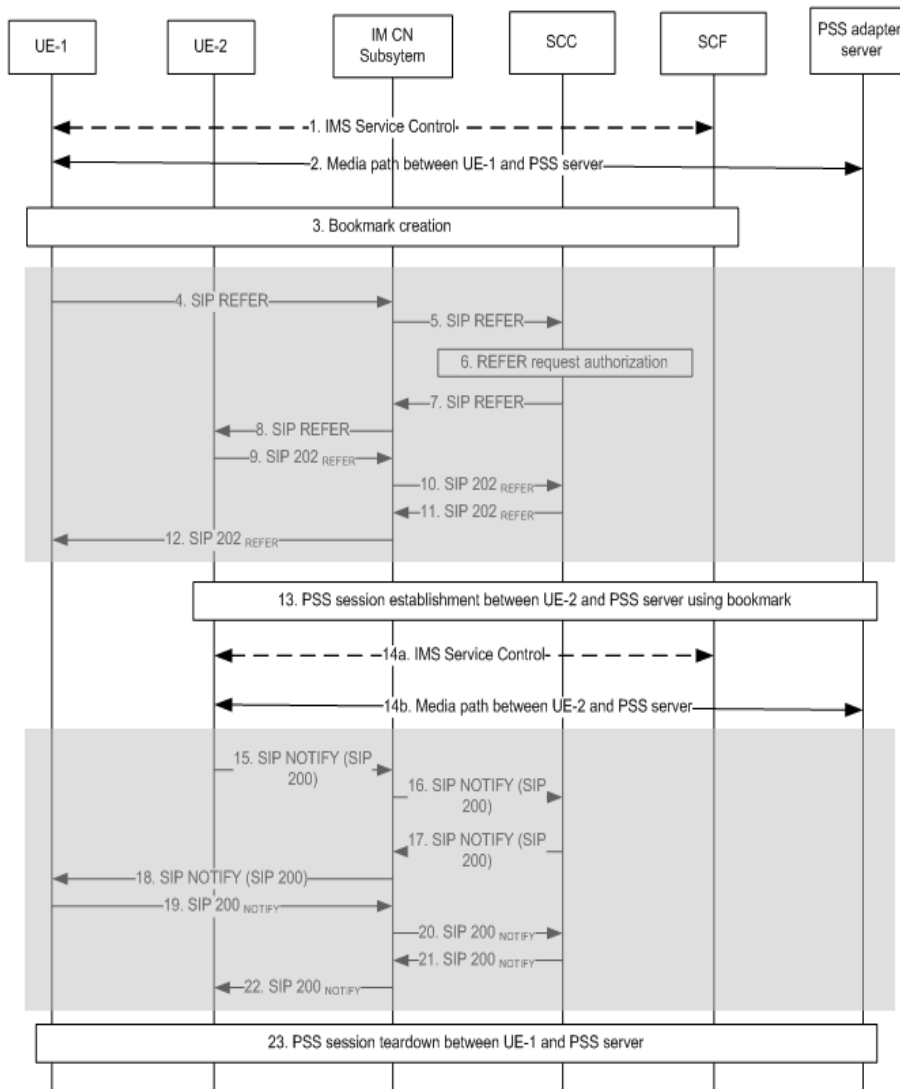 UE-1
UE-2
IM CN
Subsytem
SCC
SCF
PSS adapter
server
1. IMS Service Control
2. Media path between UE-1 and PSS server
3. Bookmark creation
4. SIP REFER
5. SIP REFER
6. REFER request authorization
7. SIP REFER
8. SIP REFER
9. SIP 202 REFER
10. SIP 202 REFER
11. SIP 202 REFER
12. SIP 202 REFER
13. PSS session establishment between UE-2 and PSS server using bookmark
14a. IMS Service Control
14b. Media path between UE-2 and PSS server
15. SIP NOTIFY (SIP
200)
16. SIP NOTIFY (SIP
200)
17. SIP NOTIFY (SIP
200)
18. SIP NOTIFY (SIP 200)
19. SIP 200 NOTIFY
20. SIP 200 NOTIFY
21. SIP 200 NOTIFY
22. SIP 200 NOTIFY
23. PSS session teardown between UE-1 and PSS server